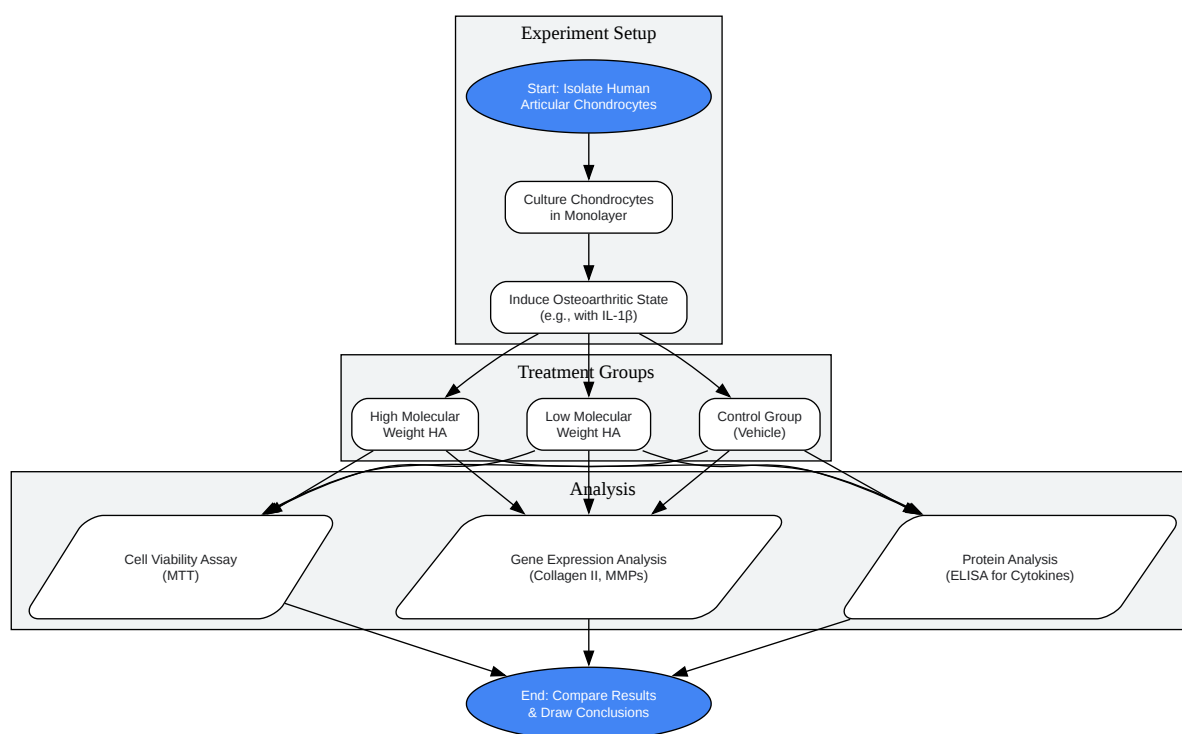 Experiment Setup
Start: Isolate Human
Articular Chondrocytes
Culture Chondrocytes
in Monolayer
Induce Osteoarthritic State
(e.g., with IL-1β)
Treatment Groups
High Molecular
Weight HA
Low Molecular
Weight HA
Control Group
(Vehicle)
Analysis
Cell Viability Assay
(MTT)
Gene Expression Analysis
(Collagen II, MMPs)
Protein Analysis
(ELISA for Cytokines)
End: Compare Results
& Draw Conclusions